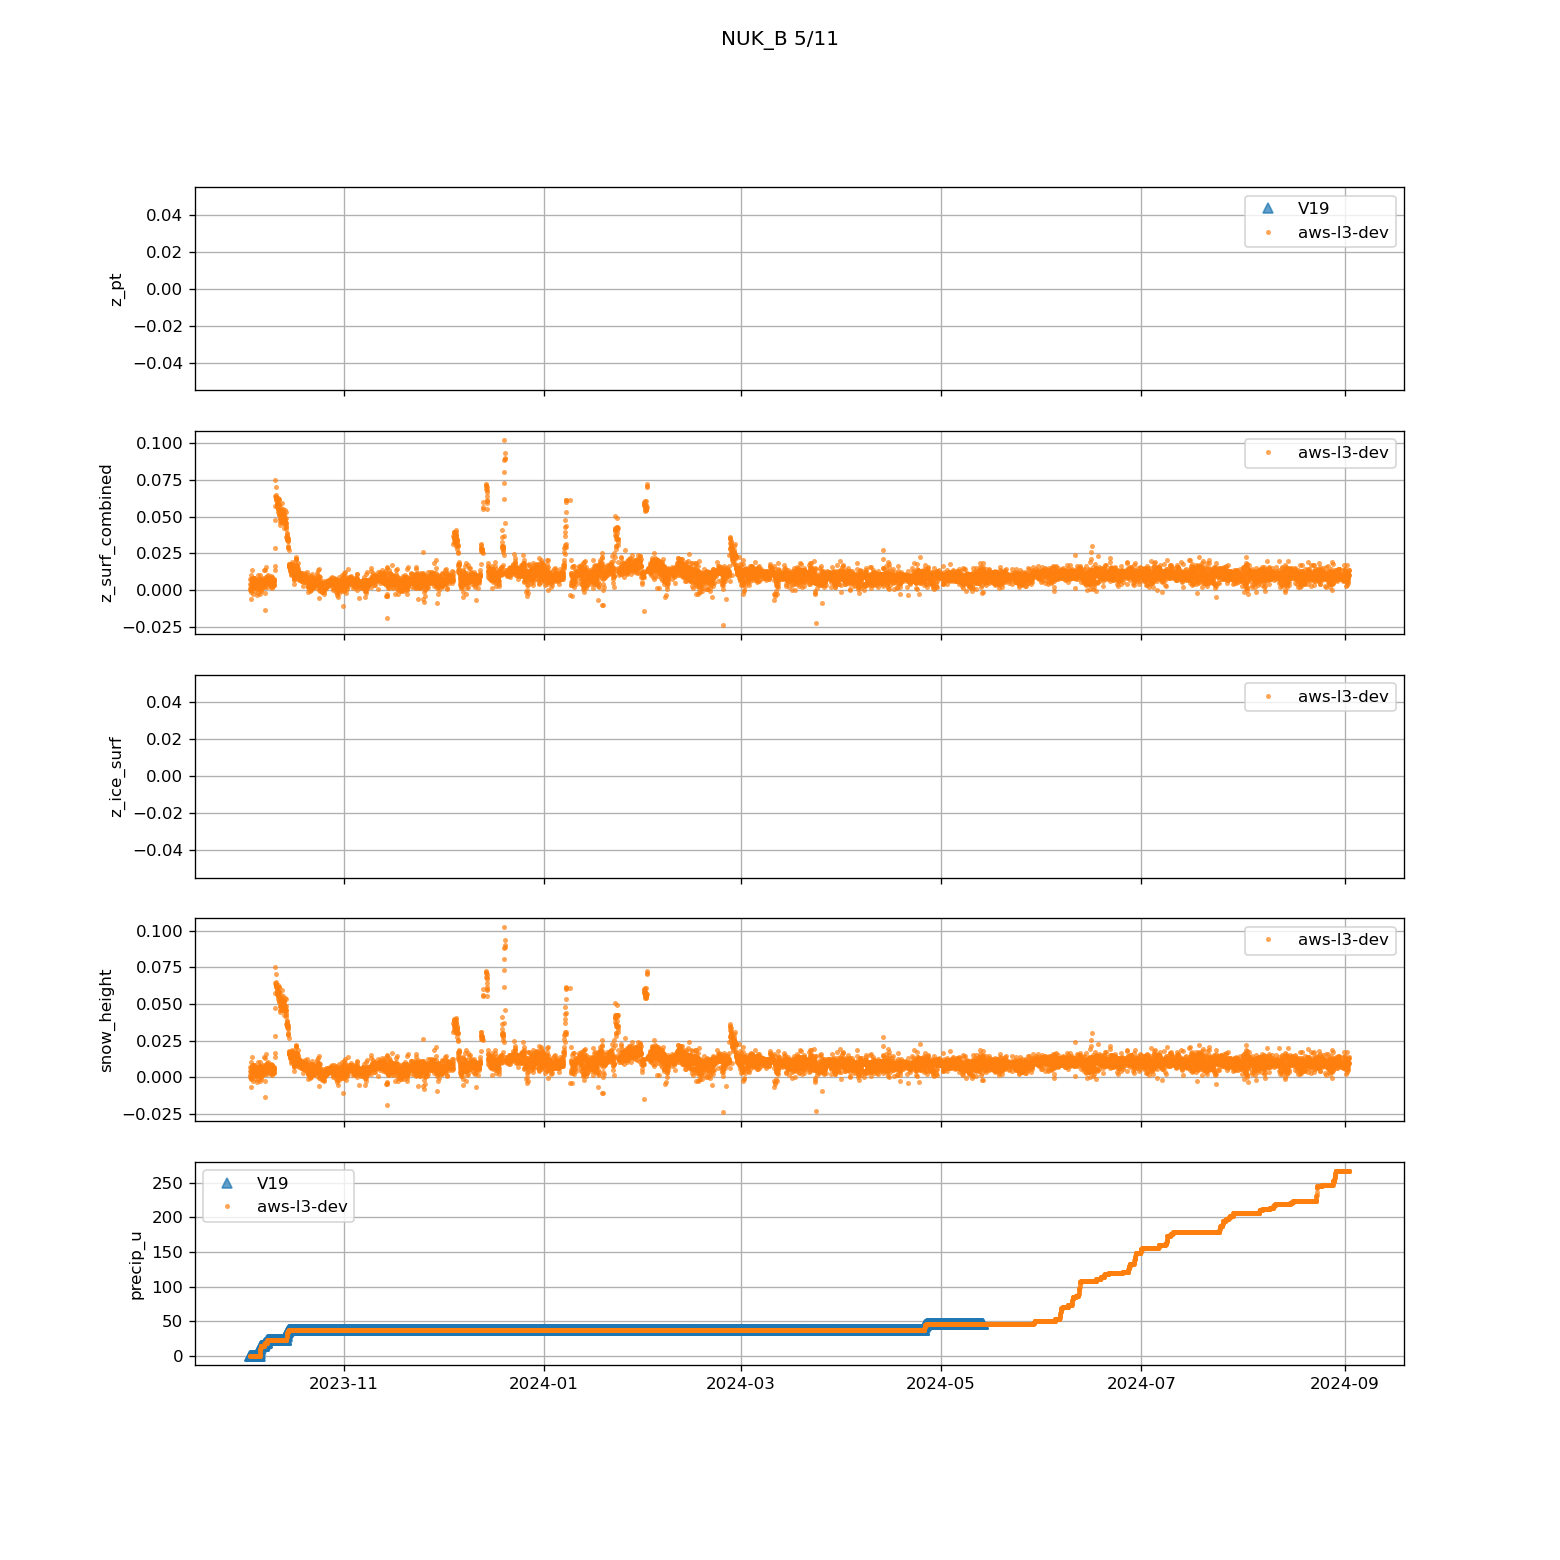 NUK_B 5/11
z_pt
0.04
0.02
0.00
−0.02
−0.04
V19
aws-l3-dev
z_surf_combined
0.100
0.075
0.050
0.025
0.000
−0.025
aws-l3-dev
z_ice_surf
0.04
0.02
0.00
−0.02
−0.04
aws-l3-dev
snow_height
0.100
0.075
0.050
0.025
0.000
−0.025
aws-l3-dev
precip_u
250
200
150
100
50
0
V19
aws-l3-dev
2023-11 2024-01 2024-03 2024-05 2024-07 2024-09